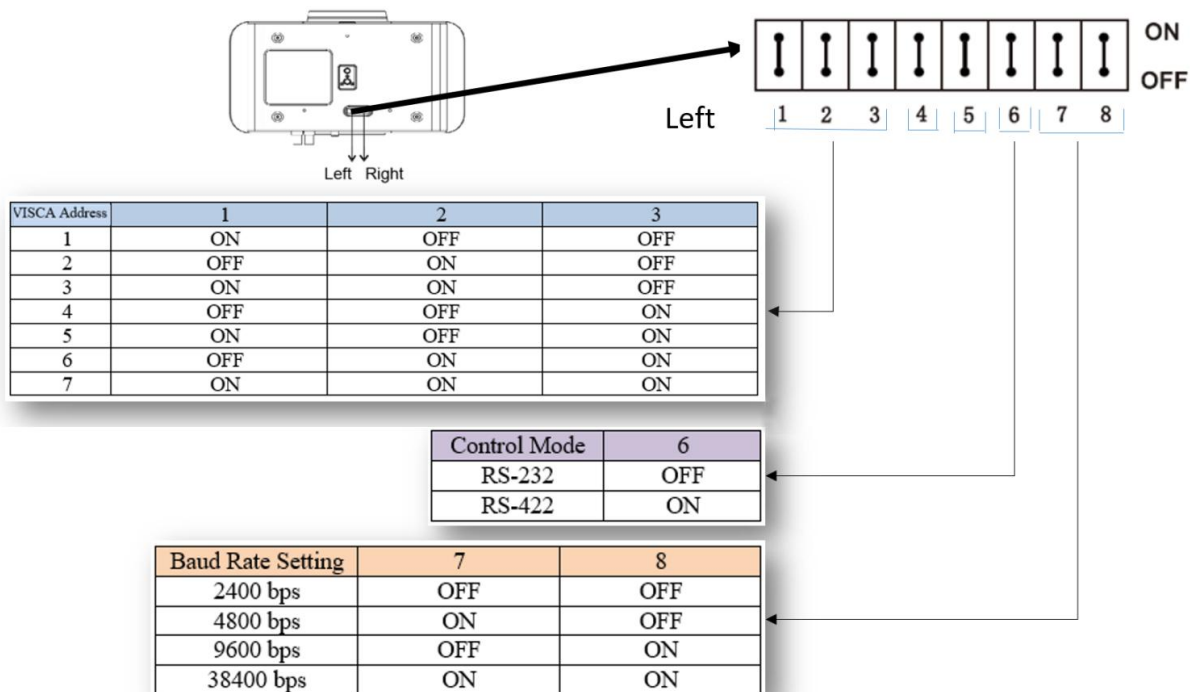 ON
OFF
Left 1 2 3 4 5 6 7 8
Left Right
VISCA Address 1 2 3
1 ON OFF OFF
2 OFF ON OFF
3 ON ON OFF
4 OFF OFF ON
5 ON OFF ON
6 OFF ON ON
7 ON ON ON
Control Mode 6
RS-232 OFF
RS-422 ON
Baud Rate Setting 7 8
2400 bps OFF OFF
4800 bps ON OFF
9600 bps OFF ON
38400 bps ON ON